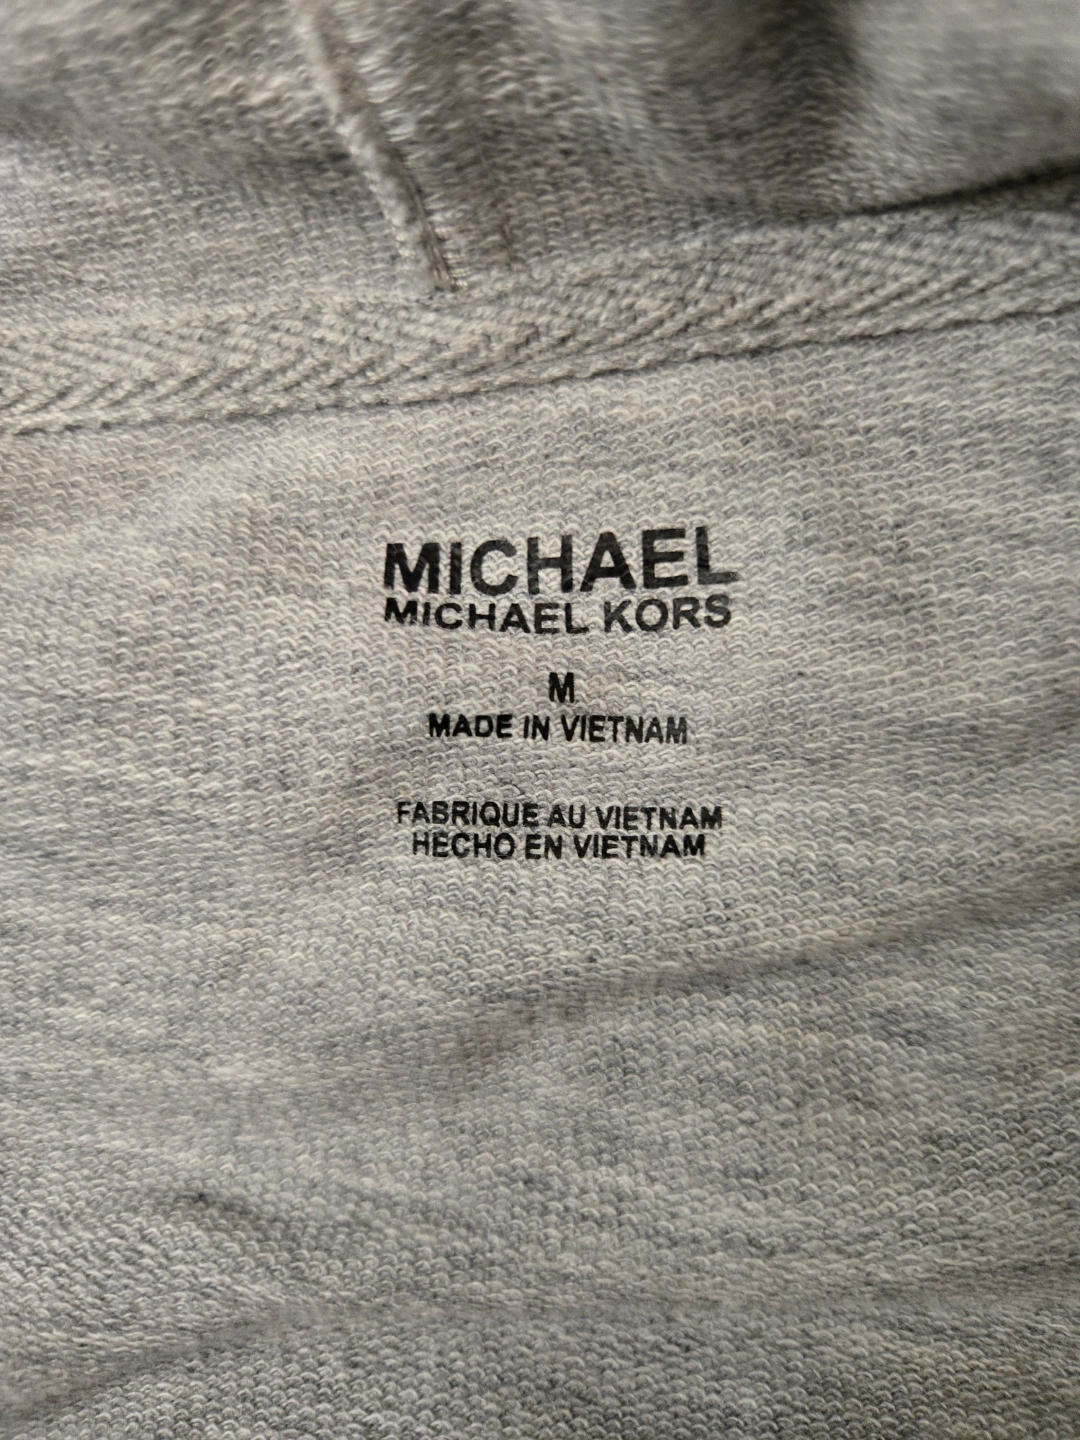 MICHAEL
MICHAEL KORS
M
MADE IN VIETNAM
FABRIQUE AU VIETNAM
HECHO EN VIETNAM